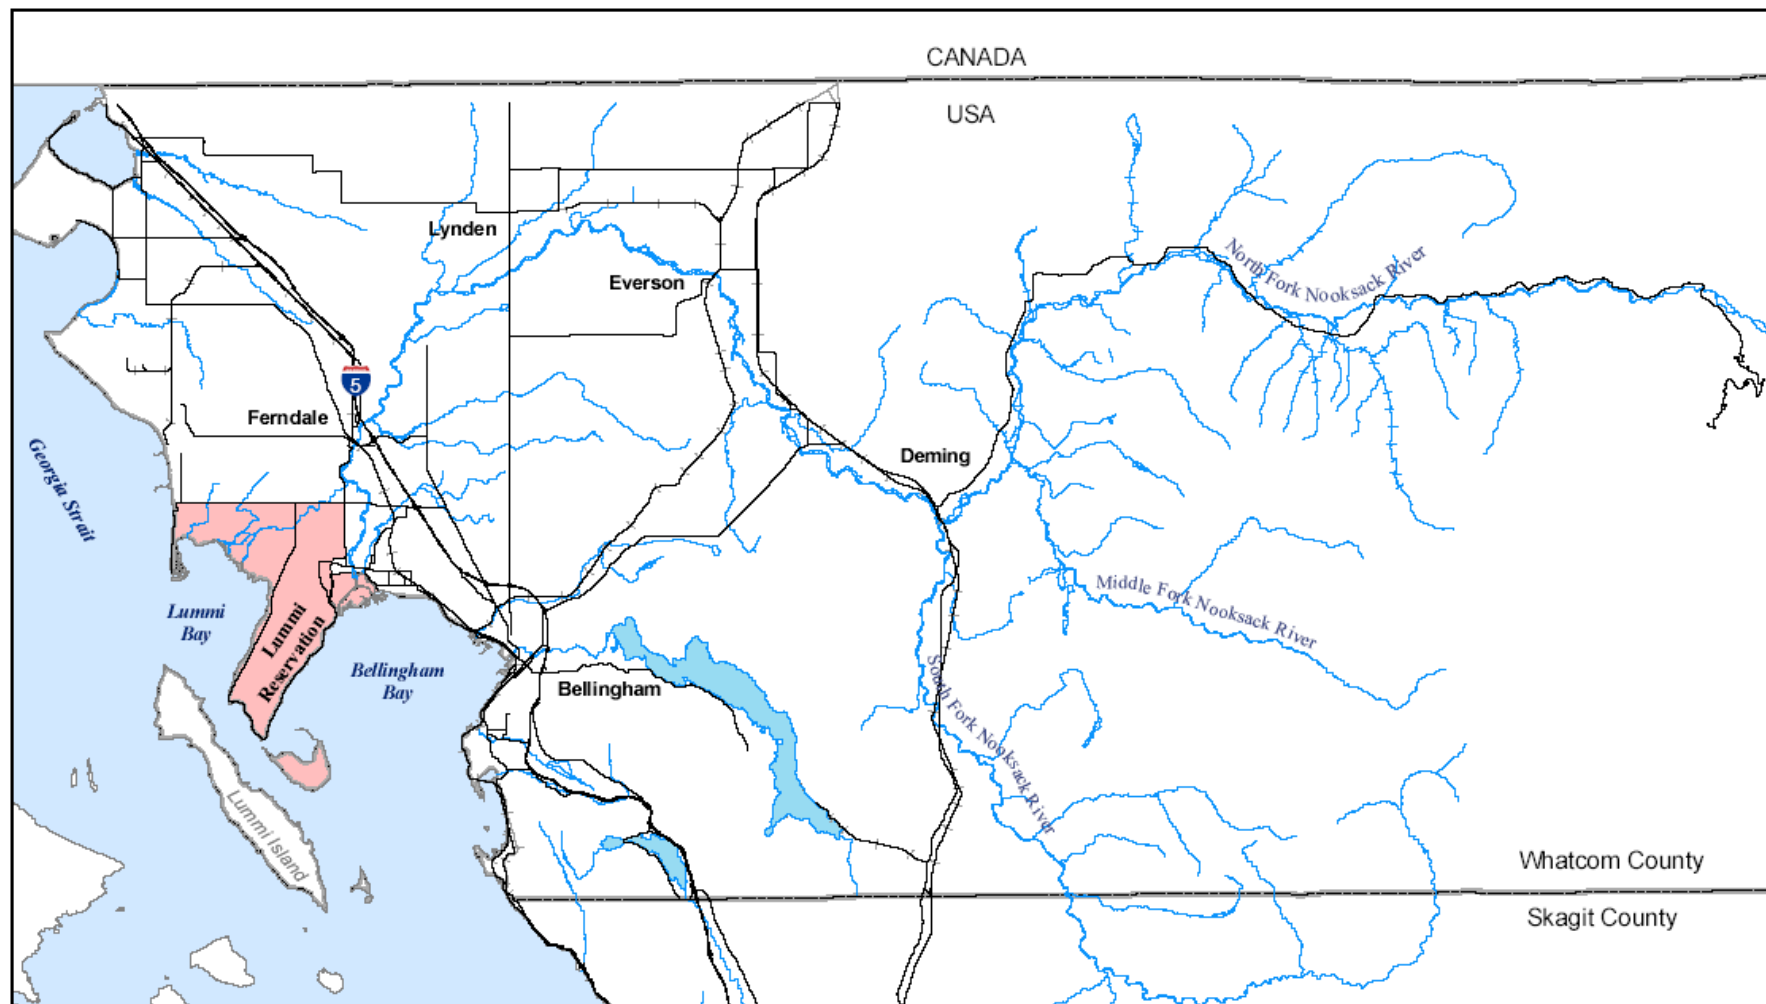 CANADA
USA
Lynden
Everson
North Fork Nooksack River
5
Ferndale
Georgia Strait
Deming
Middle Fork Nooksack River
Lummi
Bay
Lummi
Reservation
Bellingham
Bay
Bellingham
South Fork Nooksack River
Lummi Island
Whatcom County
Skagit County